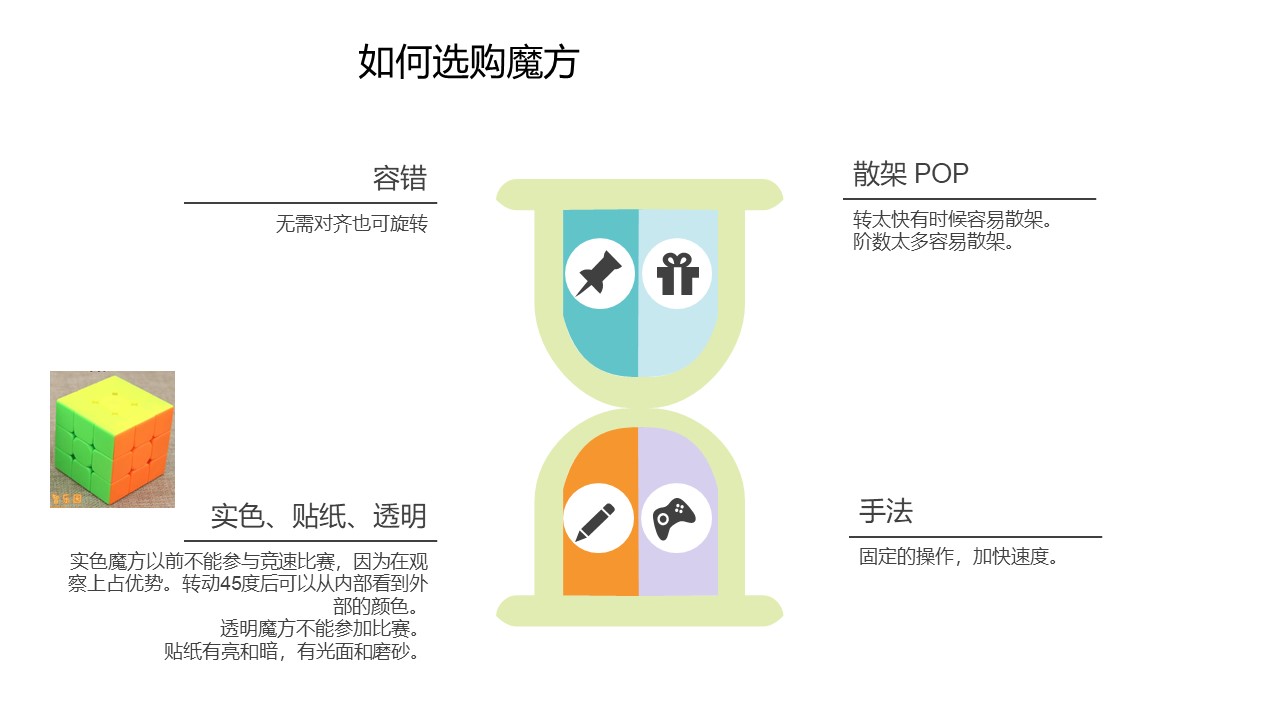 如何选购魔方
容错
无需对齐也可旋转
散架 POP
转太快有时候容易散架。
阶数太多容易散架。
实色、贴纸、透明
实色魔方以前不能参与竞速比赛，因为在观
察上占优势。转动45度后可以从内部看到外
部的颜色。
透明魔方不能参加比赛。
贴纸有亮和暗，有光面和磨砂。
手法
固定的操作，加快速度。